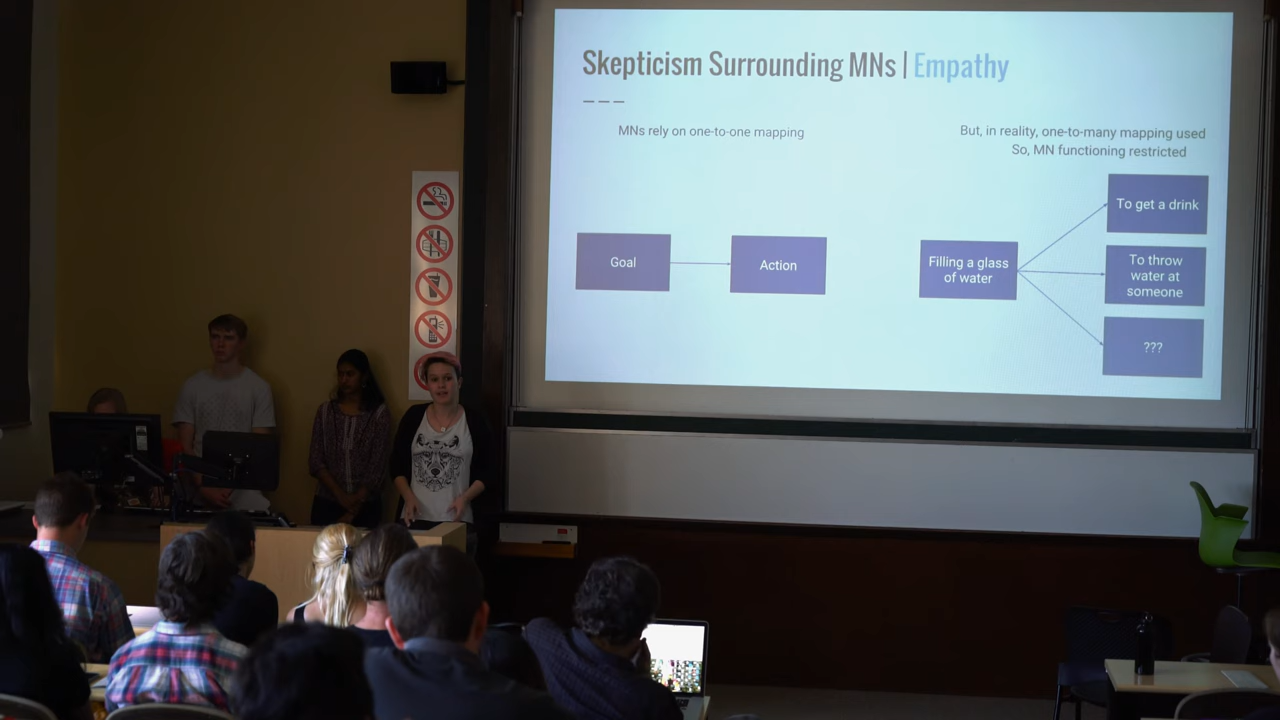 Skepticism Surrounding MNs | Empathy
MNs rely on one-to-one mapping
But, in reality, one-to-many mapping used
So, MN functioning restricted
Goal
Action
Filling a glass
of water
To get a drink
To throw
water at
someone
???